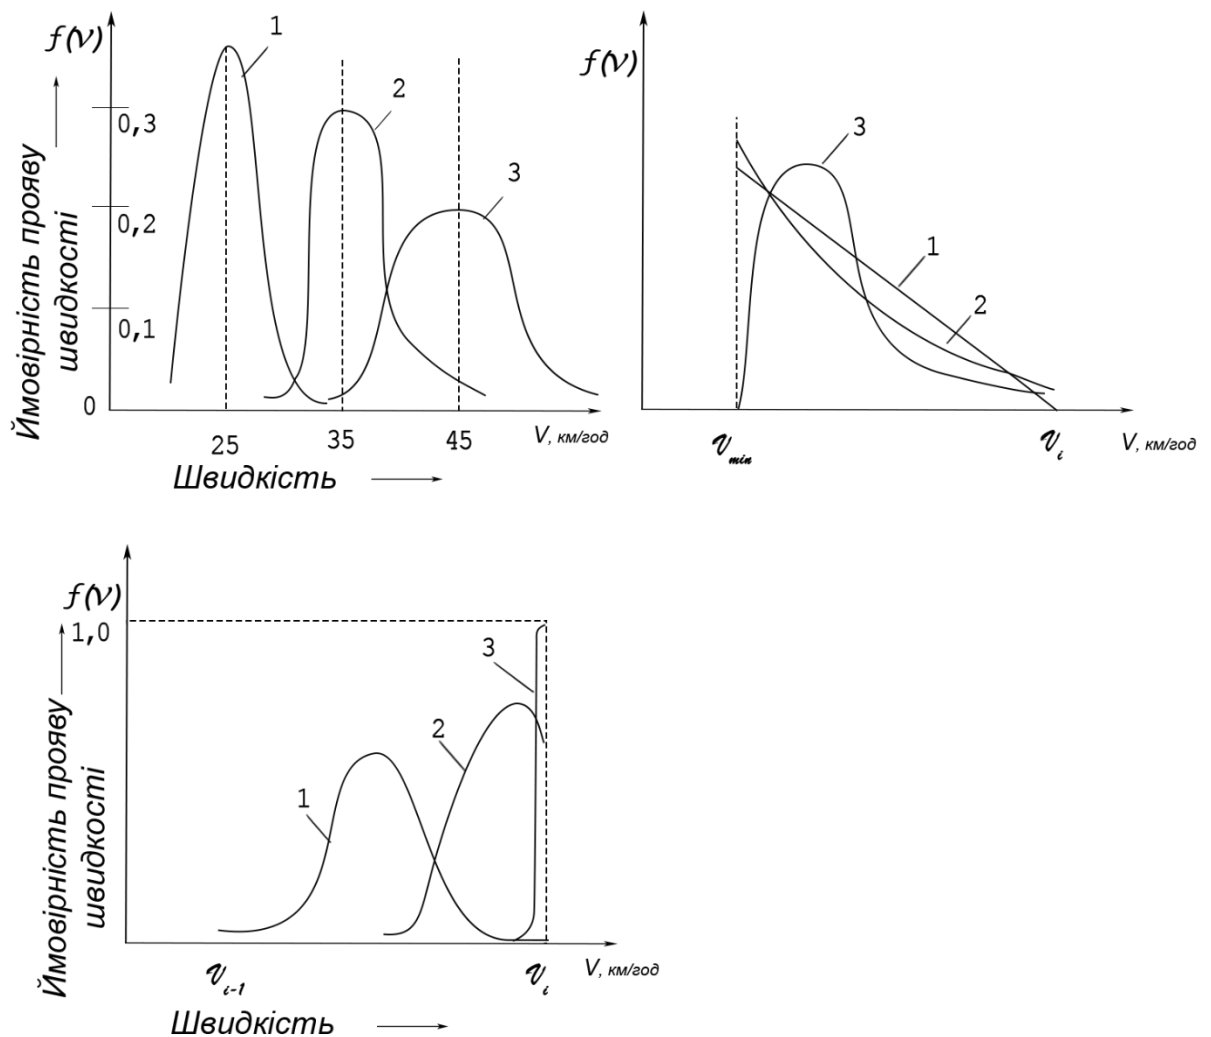 f(ν)
1
2
3
0,3
0,2
0,1
0
25
35
45
V, км/год
Ймовірність прояву
швидкості
Швидкість
f(ν)
3
1
2
V min
V i
V, км/год
f(ν)
1,0
3
2
1
V i-1
V i
V, км/год
Ймовірність прояву
швидкості
Швидкість